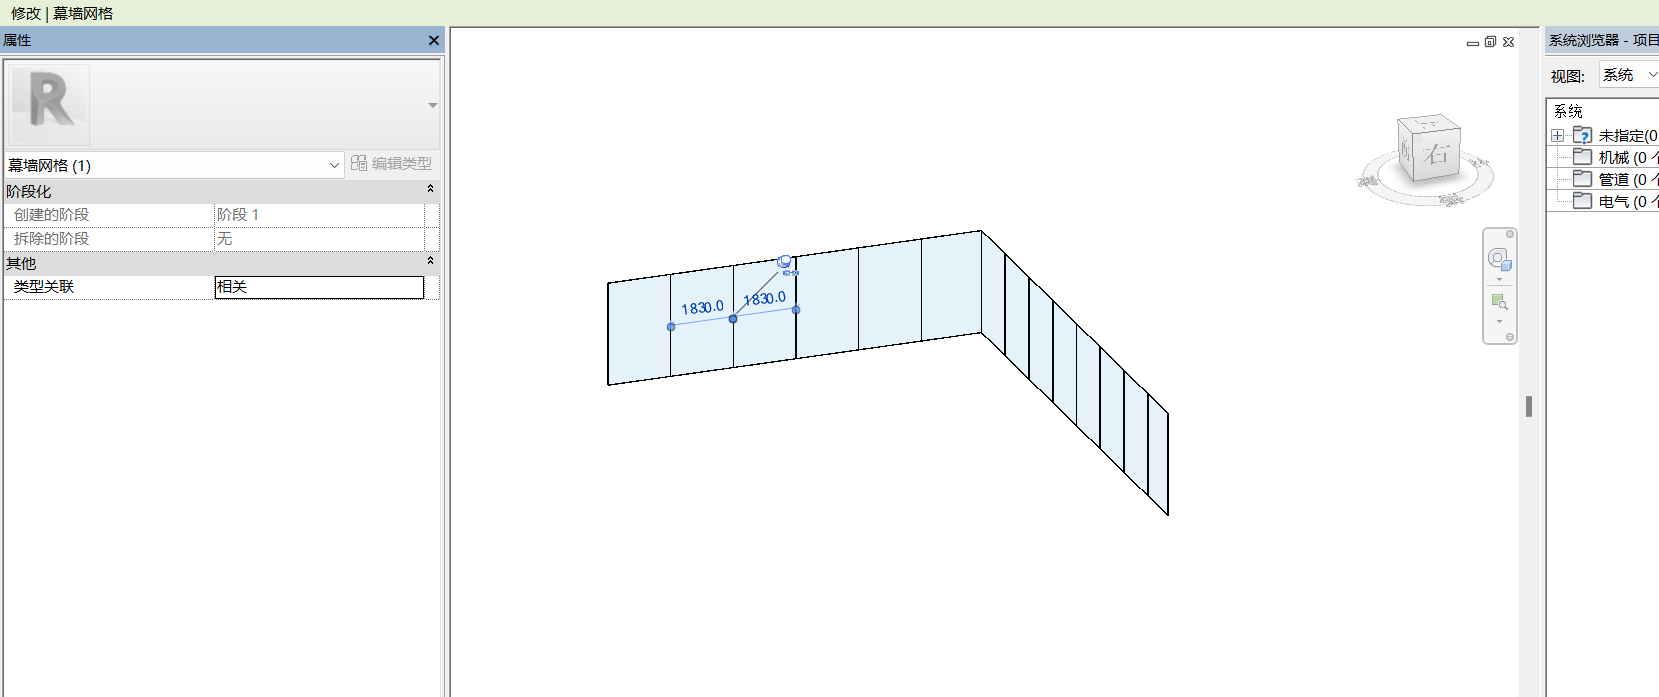 修改 | 幕墙网格
属性
R
幕墙网格 (1)
编辑类型
阶段化
创建的阶段 阶段 1
拆除的阶段 无
其他
类型关联 相关
1830.0 1830.0
右
系统浏览器 - 项目
视图: 系统
系统
未指定(0
机械 (0 个
管道 (0 个
电气 (0 个